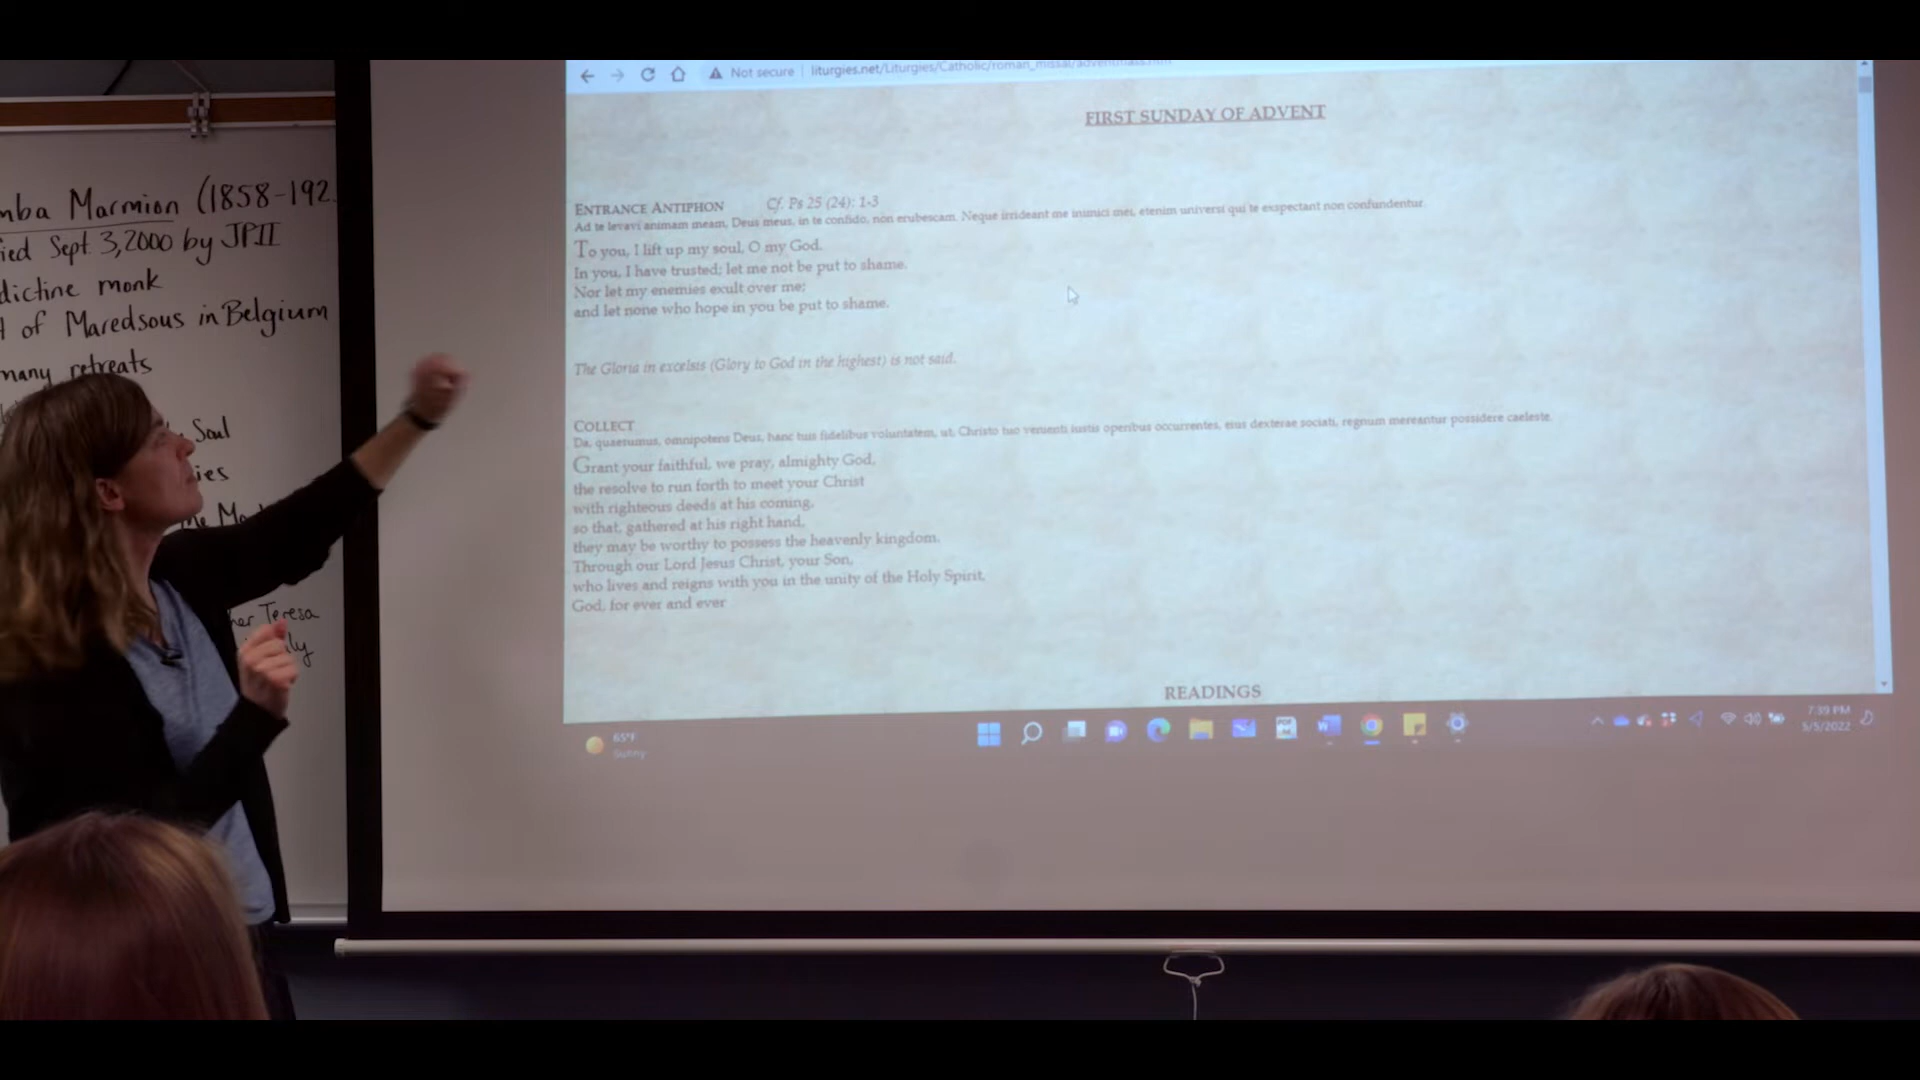 mba Marmion (1858-192
ied Sept. 3, 2000 by JPII
dictine monk
t of Maredsous in Belgium
many retreats
Soul
ies
Me
her Teresa
ily
Not secure | liturgies.net/Liturgies/Catholic/roman_missal/adventmass.htm
FIRST SUNDAY OF ADVENT
ENTRANCE ANTIPHON Cf. Ps 25 (24): 1-3
Ad te levavi animam meam, Deus meus, in te confido, non erubescam. Neque irrideant me inimici mei, etenim universi qui te exspectant non confundentur.
To you, I lift up my soul, O my God.
In you, I have trusted; let me not be put to shame.
Nor let my enemies exult over me;
and let none who hope in you be put to shame.
The Gloria in excelsis (Glory to God in the highest) is not said.
COLLECT
Da, quaesumus, omnipotens Deus, hanc tuis fidelibus voluntatem, ut, Christo tuo venienti iustis operibus occurrentes, eius dexterae sociati, regnum mereantur possidere caeleste.
Grant your faithful, we pray, almighty God,
the resolve to run forth to meet your Christ
with righteous deeds at his coming,
so that, gathered at his right hand,
they may be worthy to possess the heavenly kingdom.
Through our Lord Jesus Christ, your Son,
who lives and reigns with you in the unity of the Holy Spirit,
God, for ever and ever
READINGS
65°F
Sunny
7:39 PM
5/5/2022